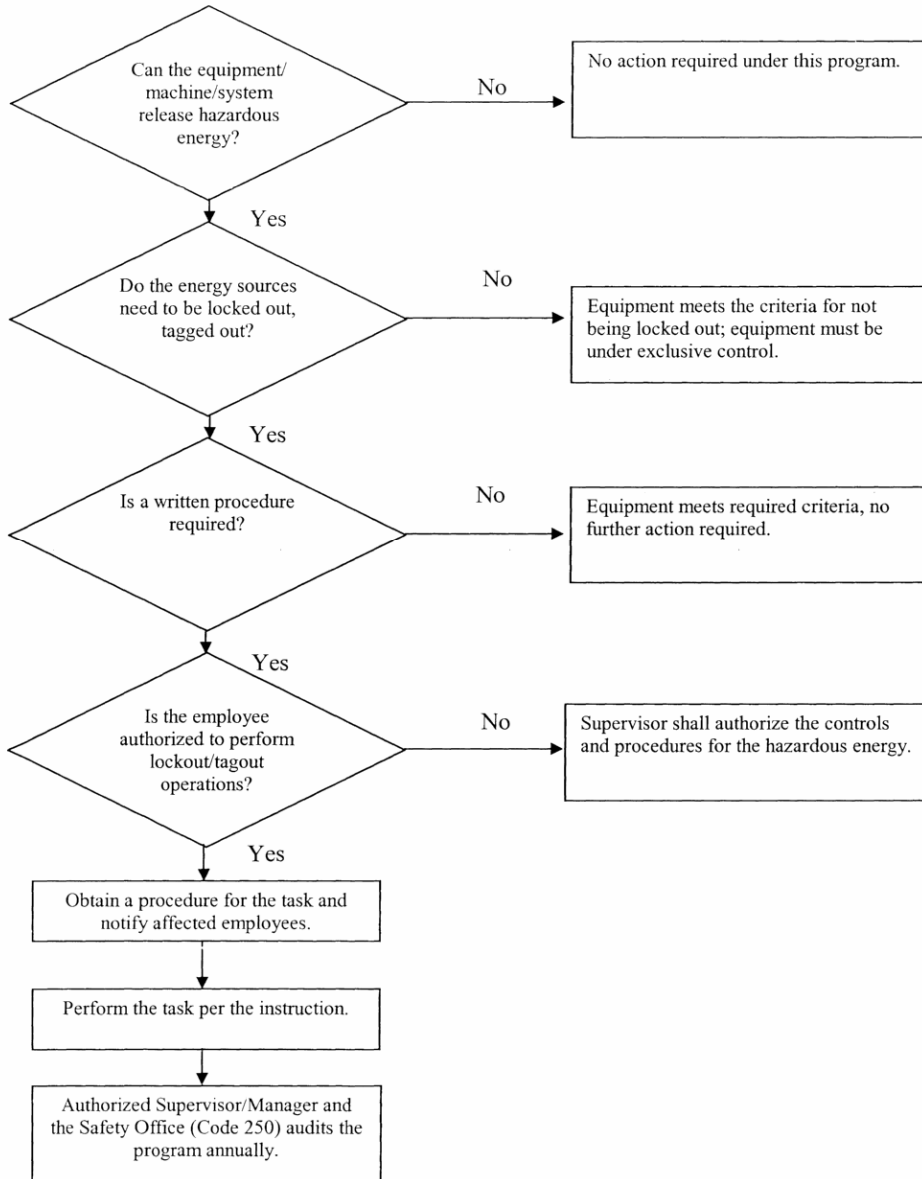 Can the equipment/
machine/system
release hazardous
energy?
No
No action required under this program.
Yes
Do the energy sources
need to be locked out,
tagged out?
No
Equipment meets the criteria for not
being locked out; equipment must be
under exclusive control.
Yes
Is a written procedure
required?
No
Equipment meets required criteria, no
further action required.
Yes
Is the employee
authorized to perform
lockout/tagout
operations?
No
Supervisor shall authorize the controls
and procedures for the hazardous energy.
Yes
Obtain a procedure for the task and
notify affected employees.
Perform the task per the instruction.
Authorized Supervisor/Manager and
the Safety Office (Code 250) audits the
program annually.